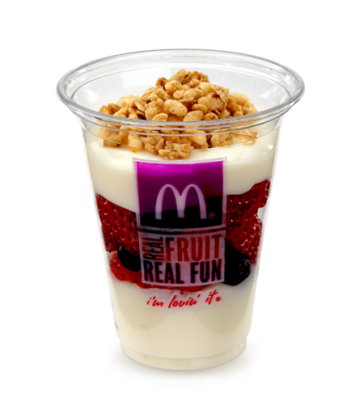 REAL FRUIT
REAL FUN
i'm lovin' it